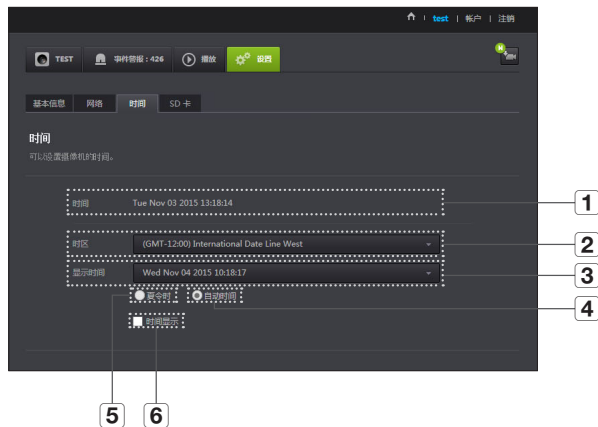 test | 帐户 | 注销
TEST 事件警报 : 426 播放 设置
N
基本信息 网络 时间 SD 卡
时间
可以设置摄像机的时间。
时间 Tue Nov 03 2015 13:18:14
1
时区 (GMT-12:00) International Date Line West
2
显示时间 Wed Nov 04 2015 10:18:17
3
夏令时 自动时间
4
时间显示
5 6